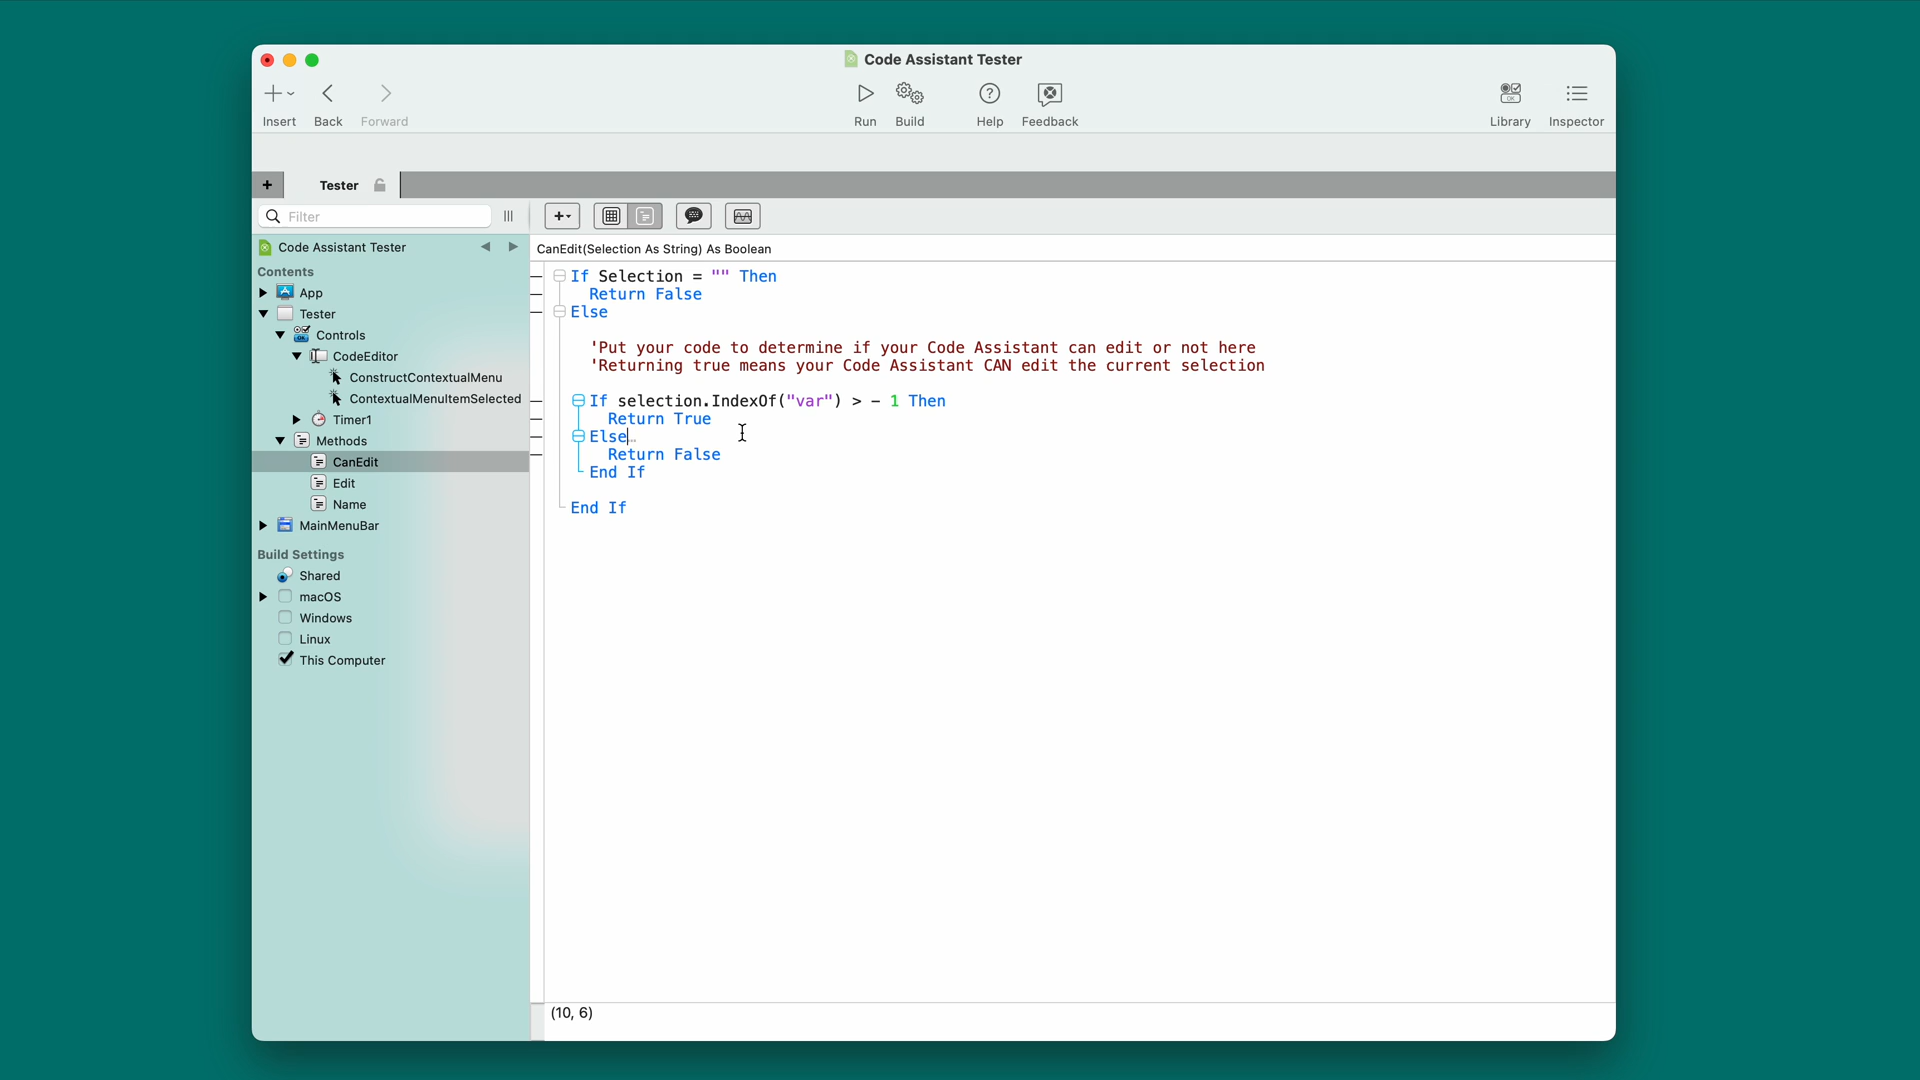 Code Assistant Tester
Insert Back Forward Run Build Help Feedback Library Inspector
+ Tester
Filter
CanEdit(Selection As String) As Boolean
Code Assistant Tester
Contents
App
Tester
Controls
CodeEditor
ConstructContextualMenu
ContextualMenuItemSelected
Timer1
Methods
CanEdit
Edit
Name
MainMenuBar
Build Settings
Shared
macOS
Windows
Linux
This Computer
If Selection = "" Then
Return False
Else
'Put your code to determine if your Code Assistant can edit or not here
'Returning true means your Code Assistant CAN edit the current selection
If selection.IndexOf("var") > - 1 Then
Return True
Else…
Return False
End If
End If
(10, 6)